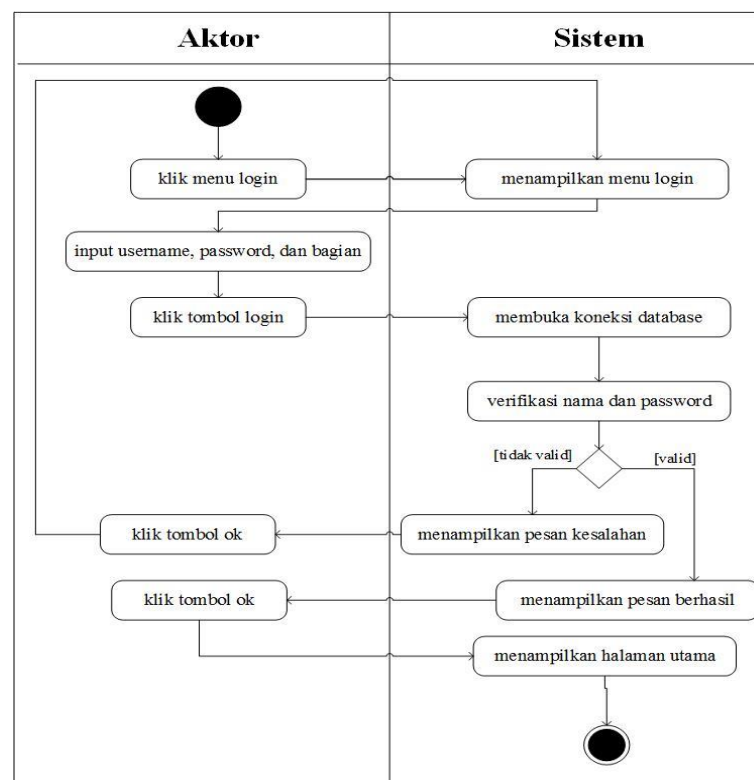 Aktor
Sistem
klik menu login
menampilkan menu login
input username, password, dan bagian
klik tombol login
membuka koneksi database
verifikasi nama dan password
[tidak valid]
[valid]
klik tombol ok
menampilkan pesan kesalahan
klik tombol ok
menampilkan pesan berhasil
menampilkan halaman utama